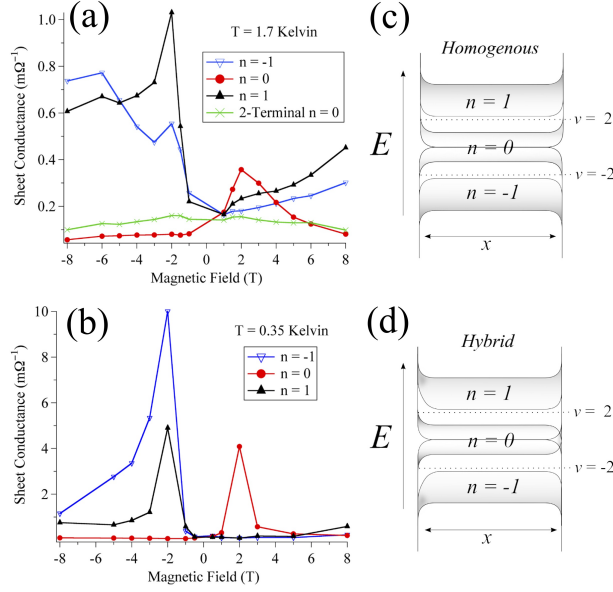 (a)
T = 1.7 Kelvin
n = -1
n = 0
n = 1
2-Terminal n = 0
Sheet Conductance (mΩ⁻¹)
1.0
0.8
0.6
0.4
0.2
-8 -6 -4 -2 0 2 4 6 8
Magnetic Field (T)
(b)
T = 0.35 Kelvin
n = -1
n = 0
n = 1
Sheet Conductance (mΩ⁻¹)
10
8
6
4
2
-8 -6 -4 -2 0 2 4 6 8
Magnetic Field (T)
(c)
Homogenous
n = 1
ν = 2
E
n = 0
ν = -2
n = -1
x
(d)
Hybrid
n = 1
ν = 2
E
n = 0
ν = -2
n = -1
x